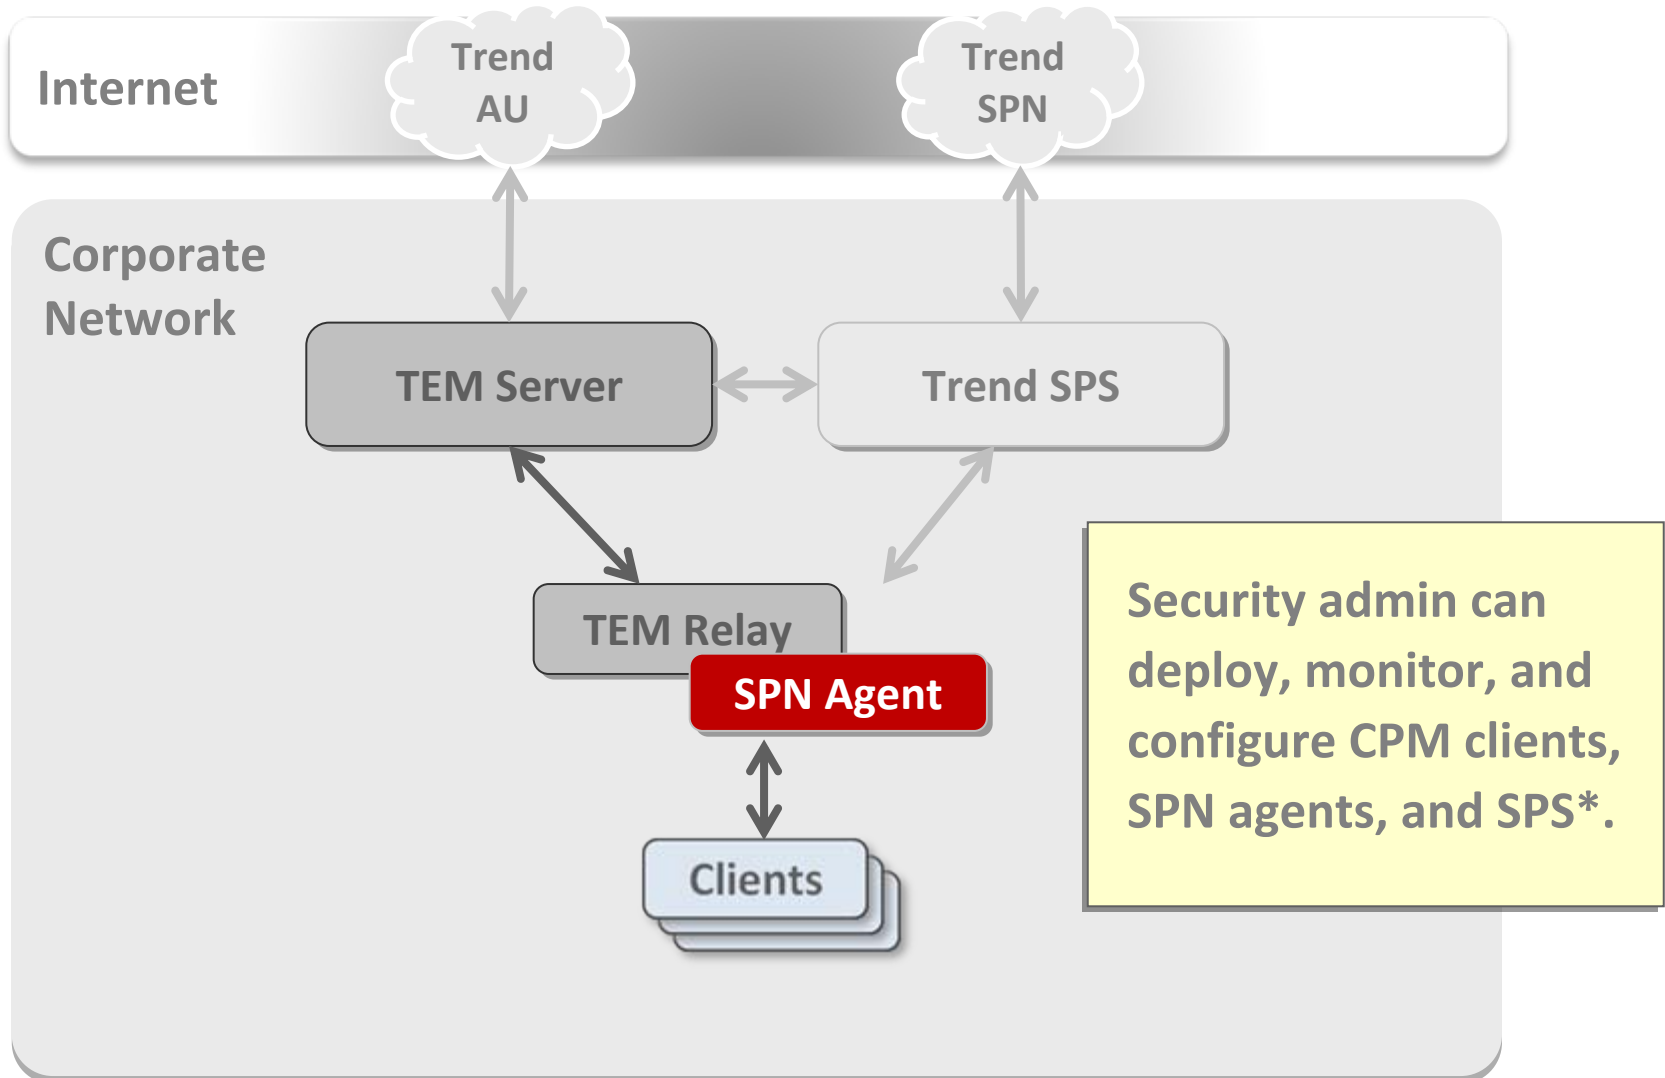 Internet
Trend
AU
Trend
SPN
Corporate
Network
TEM Server
Trend SPS
TEM Relay
SPN Agent
Clients
Security admin can
deploy, monitor, and
configure CPM clients,
SPN agents, and SPS*.